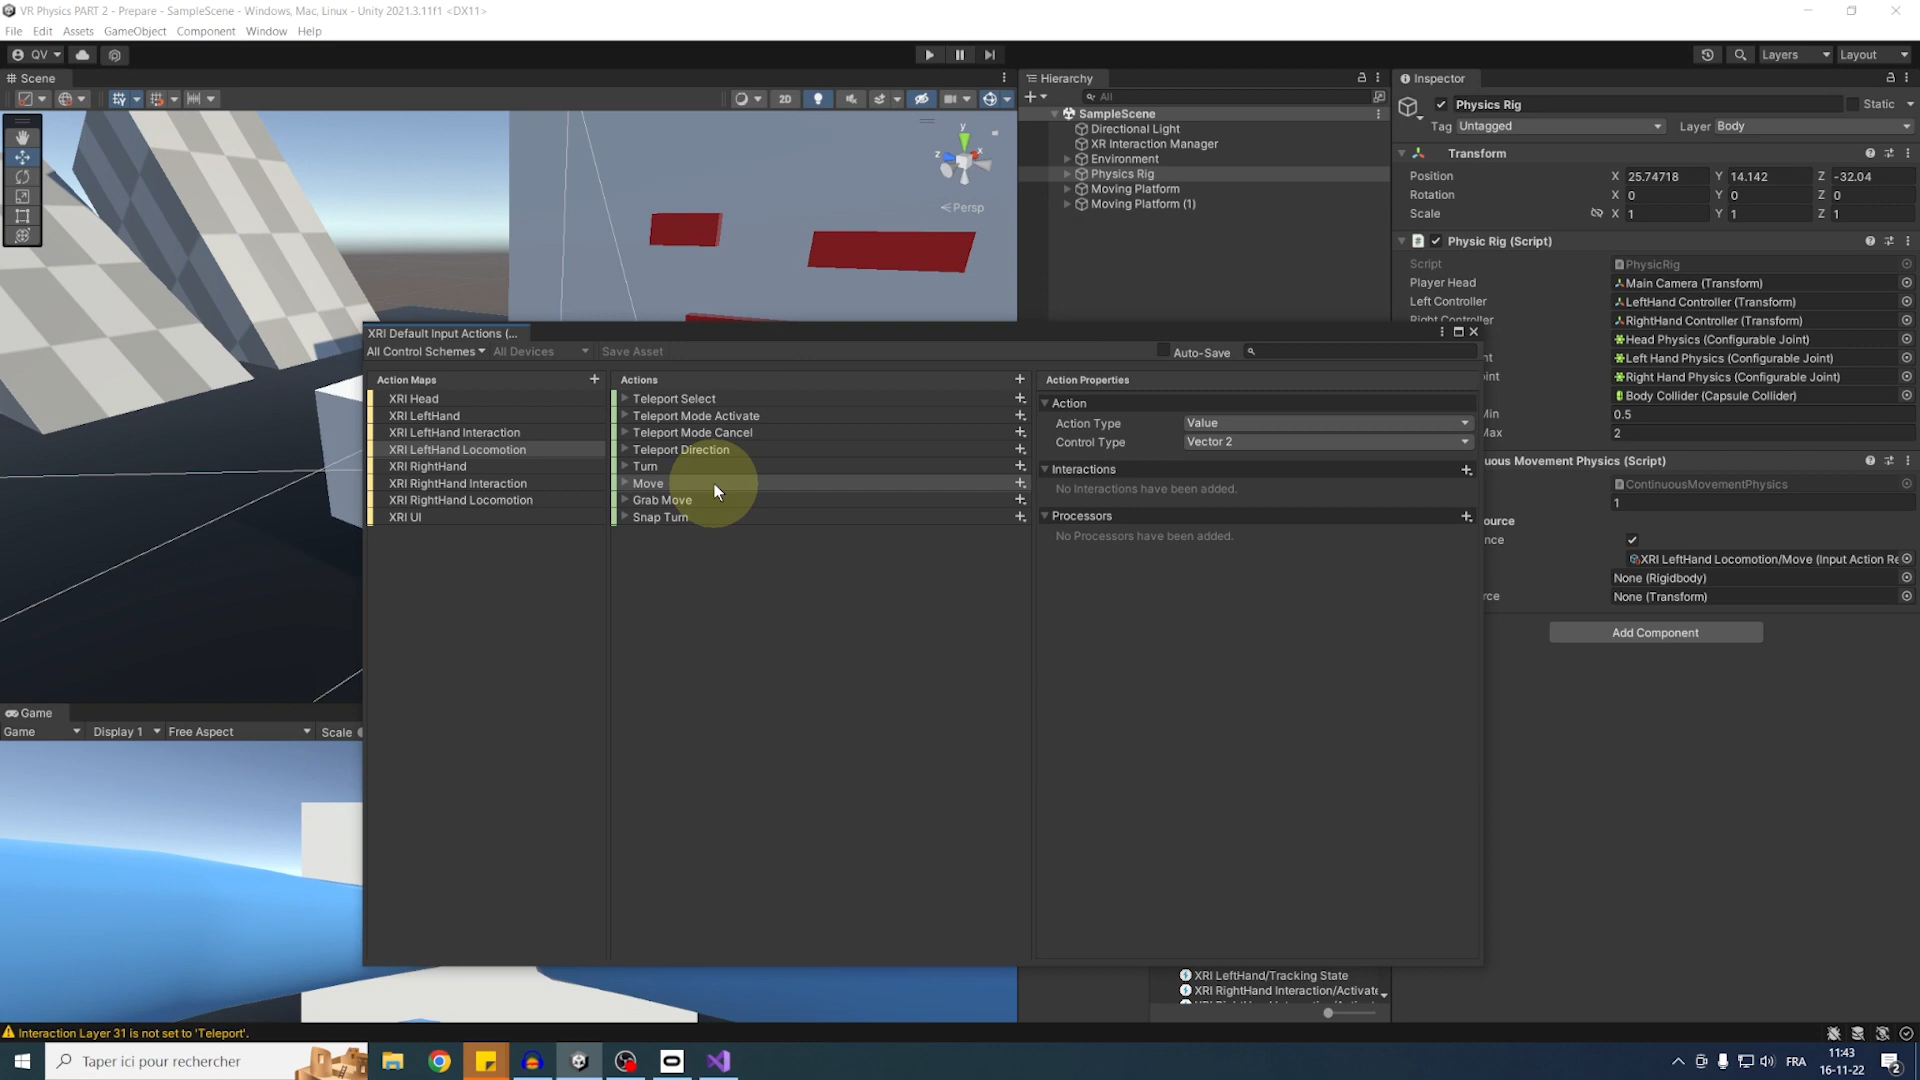 VR Physics PART 2 - Prepare - SampleScene - Windows, Mac, Linux - Unity 2021.3.11f1 <DX11>
File Edit Assets GameObject Component Window Help
QV
Layers Layout
Scene
2D
y
z
x
Persp
Hierarchy
All
SampleScene
Directional Light
XR Interaction Manager
Environment
Physics Rig
Moving Platform
Moving Platform (1)
Inspector
Physics Rig Static
Tag Untagged Layer Body
Transform
Position X 25.74718 Y 14.142 Z -32.04
Rotation X 0 Y 0 Z 0
Scale X 1 Y 1 Z 1
Physic Rig (Script)
Script PhysicRig
Player Head Main Camera (Transform)
Left Controller LeftHand Controller (Transform)
Right Controller RightHand Controller (Transform)
Head Physics (Configurable Joint)
nt Left Hand Physics (Configurable Joint)
int Right Hand Physics (Configurable Joint)
Body Collider (Capsule Collider)
Min 0.5
Max 2
uous Movement Physics (Script)
ContinuousMovementPhysics
1
ource
nce
XRI LeftHand Locomotion/Move (Input Action Re
None (Rigidbody)
rce None (Transform)
Add Component
XRI Default Input Actions (...
All Control Schemes All Devices Save Asset Auto-Save
Action Maps
XRI Head
XRI LeftHand
XRI LeftHand Interaction
XRI LeftHand Locomotion
XRI RightHand
XRI RightHand Interaction
XRI RightHand Locomotion
XRI UI
Actions
Teleport Select
Teleport Mode Activate
Teleport Mode Cancel
Teleport Direction
Turn
Move
Grab Move
Snap Turn
Action Properties
Action
Action Type Value
Control Type Vector 2
Interactions
No Interactions have been added.
Processors
No Processors have been added.
Game
Game Display 1 Free Aspect Scale
XRI LeftHand/Tracking State
XRI RightHand Interaction/Activate
Interaction Layer 31 is not set to 'Teleport'.
Taper ici pour rechercher
FRA
11:43
16-11-22
2